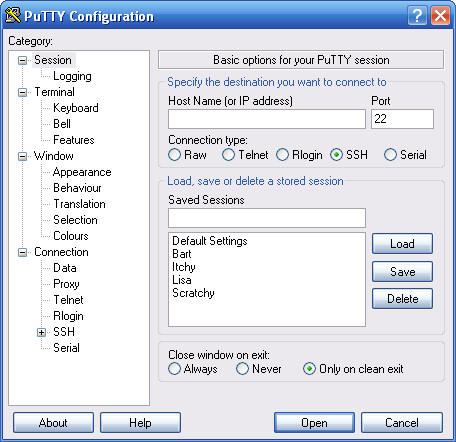 PuTTY Configuration
Category:
Session
Logging
Terminal
Keyboard
Bell
Features
Window
Appearance
Behaviour
Translation
Selection
Colours
Connection
Data
Proxy
Telnet
Rlogin
SSH
Serial
Basic options for your PuTTY session
Specify the destination you want to connect to
Host Name (or IP address) Port
22
Connection type:
Raw Telnet Rlogin SSH Serial
Load, save or delete a stored session
Saved Sessions
Default Settings
Bart
Itchy
Lisa
Scratchy
Load
Save
Delete
Close window on exit:
Always Never Only on clean exit
About Help Open Cancel